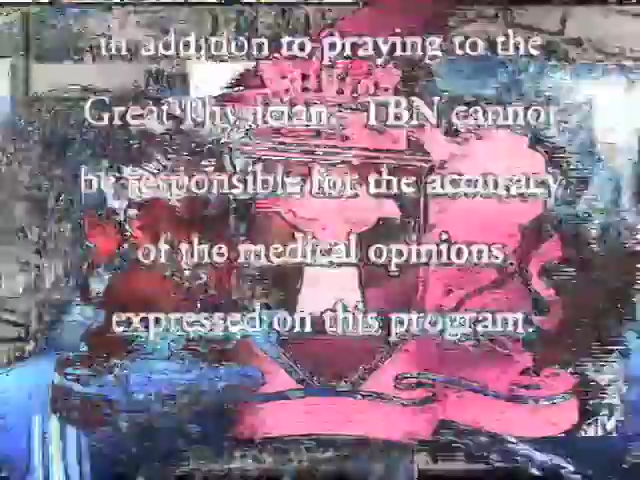 in addition to praying to the
Great Physician. TBN cannot
be responsible for the accuracy
of the medical opinions
expressed on this program.